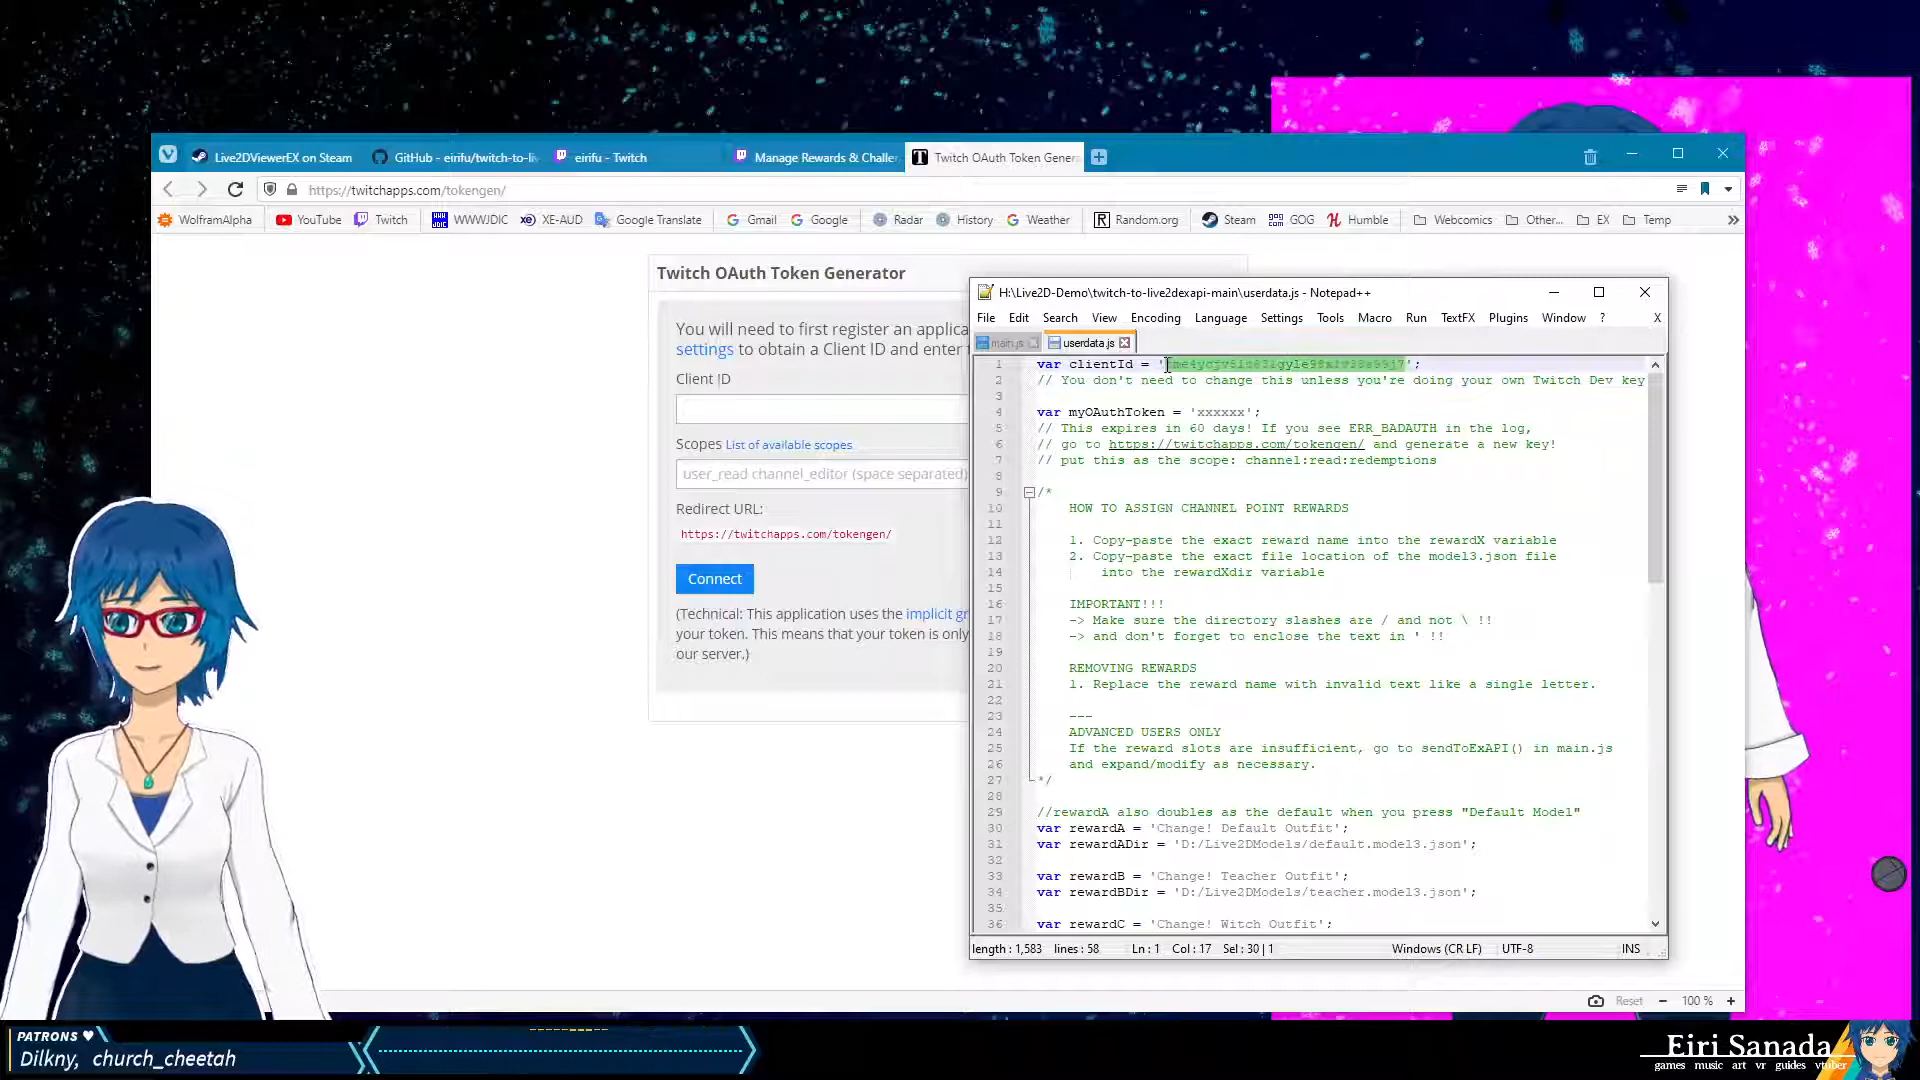 Live2DViewerEX on Steam
GitHub - eirifu/twitch-to-li
eirifu - Twitch
Manage Rewards & Challe
Twitch OAuth Token Genera
https://twitchapps.com/tokengen/
WolframAlpha
YouTube
Twitch
WWWJDIC
XE-AUD
Google Translate
Gmail
Google
Radar
History
Weather
Random.org
Steam
GOG
Humble
Webcomics
Other...
EX
Temp
Twitch OAuth Token Generator
You will need to first register an applica
settings to obtain a Client ID and enter
Client ID
Scopes List of available scopes
user_read channel_editor (space separated)
Redirect URL:
https://twitchapps.com/tokengen/
Connect
(Technical: This application uses the implicit gr
your token. This means that your token is only
our server.)
H:\Live2D-Demo\twitch-to-live2dexapi-main\userdata.js - Notepad++
File Edit Search View Encoding Language Settings Tools Macro Run TextFX Plugins Window ? X
main.js
userdata.js
1 var clientId = '
2 // You don't need to change this unless you're doing your own Twitch Dev key
3
4 var myOAuthToken = 'xxxxxx';
5 // This expires in 60 days! If you see ERR_BADAUTH in the log,
6 // go to https://twitchapps.com/tokengen/ and generate a new key!
7 // put this as the scope: channel:read:redemptions
8
9 /*
10 HOW TO ASSIGN CHANNEL POINT REWARDS
11
12 1. Copy-paste the exact reward name into the rewardX variable
13 2. Copy-paste the exact file location of the model3.json file
14 into the rewardXdir variable
15
16 IMPORTANT!!!
17 -> Make sure the directory slashes are / and not \ !!
18 -> and don't forget to enclose the text in ' !!
19
20 REMOVING REWARDS
21 1. Replace the reward name with invalid text like a single letter.
22
23 ---
24 ADVANCED USERS ONLY
25 If the reward slots are insufficient, go to sendToExAPI() in main.js
26 and expand/modify as necessary.
27 */
28
29 //rewardA also doubles as the default when you press "Default Model"
30 var rewardA = 'Change! Default Outfit';
31 var rewardADir = 'D:/Live2DModels/default.model3.json';
32
33 var rewardB = 'Change! Teacher Outfit';
34 var rewardBDir = 'D:/Live2DModels/teacher.model3.json';
35
36 var rewardC = 'Change! Witch Outfit';
length : 1,583 lines : 58 Ln : 1 Col : 17 Sel : 30 | 1 Windows (CR LF) UTF-8 INS
Reset
100 %
PATRONS ♥
Dilkny, church_cheetah
Eiri Sanada
games music art vr guides vtuber